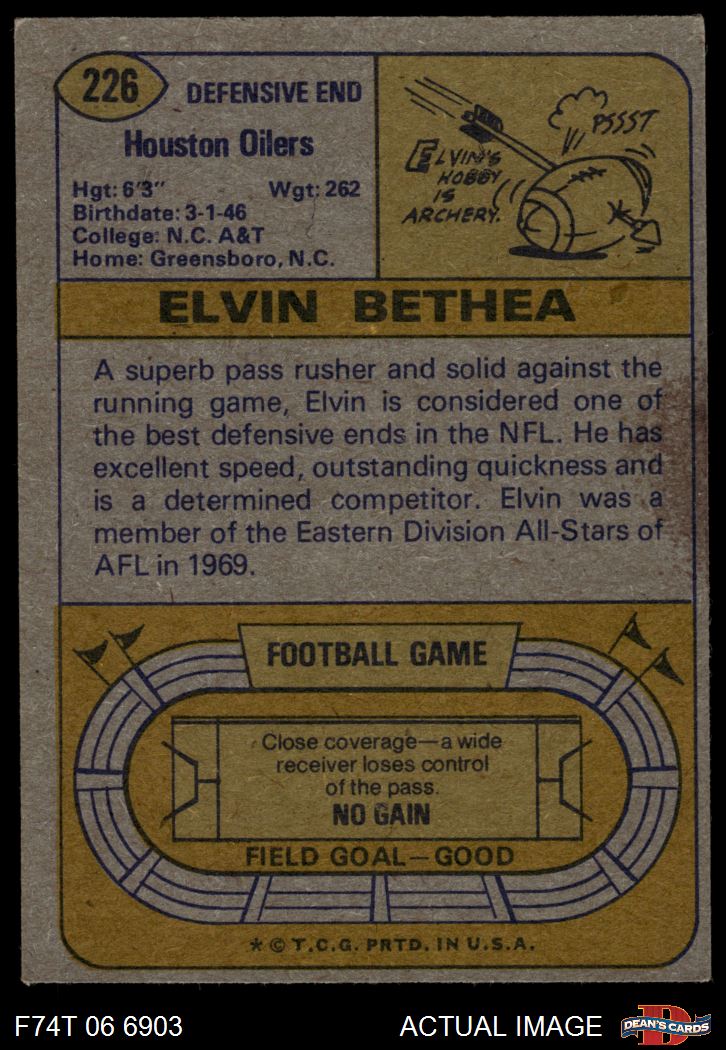 226
DEFENSIVE END
Houston Oilers
Hgt: 6'3" Wgt: 262
Birthdate: 3-1-46
College: N.C. A&T
Home: Greensboro, N.C.
PSSST
ELVIN'S
HOBBY
IS
ARCHERY.
ELVIN BETHEA
A superb pass rusher and solid against the
running game, Elvin is considered one of
the best defensive ends in the NFL. He has
excellent speed, outstanding quickness and
is a determined competitor. Elvin was a
member of the Eastern Division All-Stars of
AFL in 1969.
FOOTBALL GAME
Close coverage—a wide
receiver loses control
of the pass.
NO GAIN
FIELD GOAL—GOOD
* © T.C.G. PRTD. IN U.S.A.
F74T 06 6903 ACTUAL IMAGE
D
DEAN'S CARDS